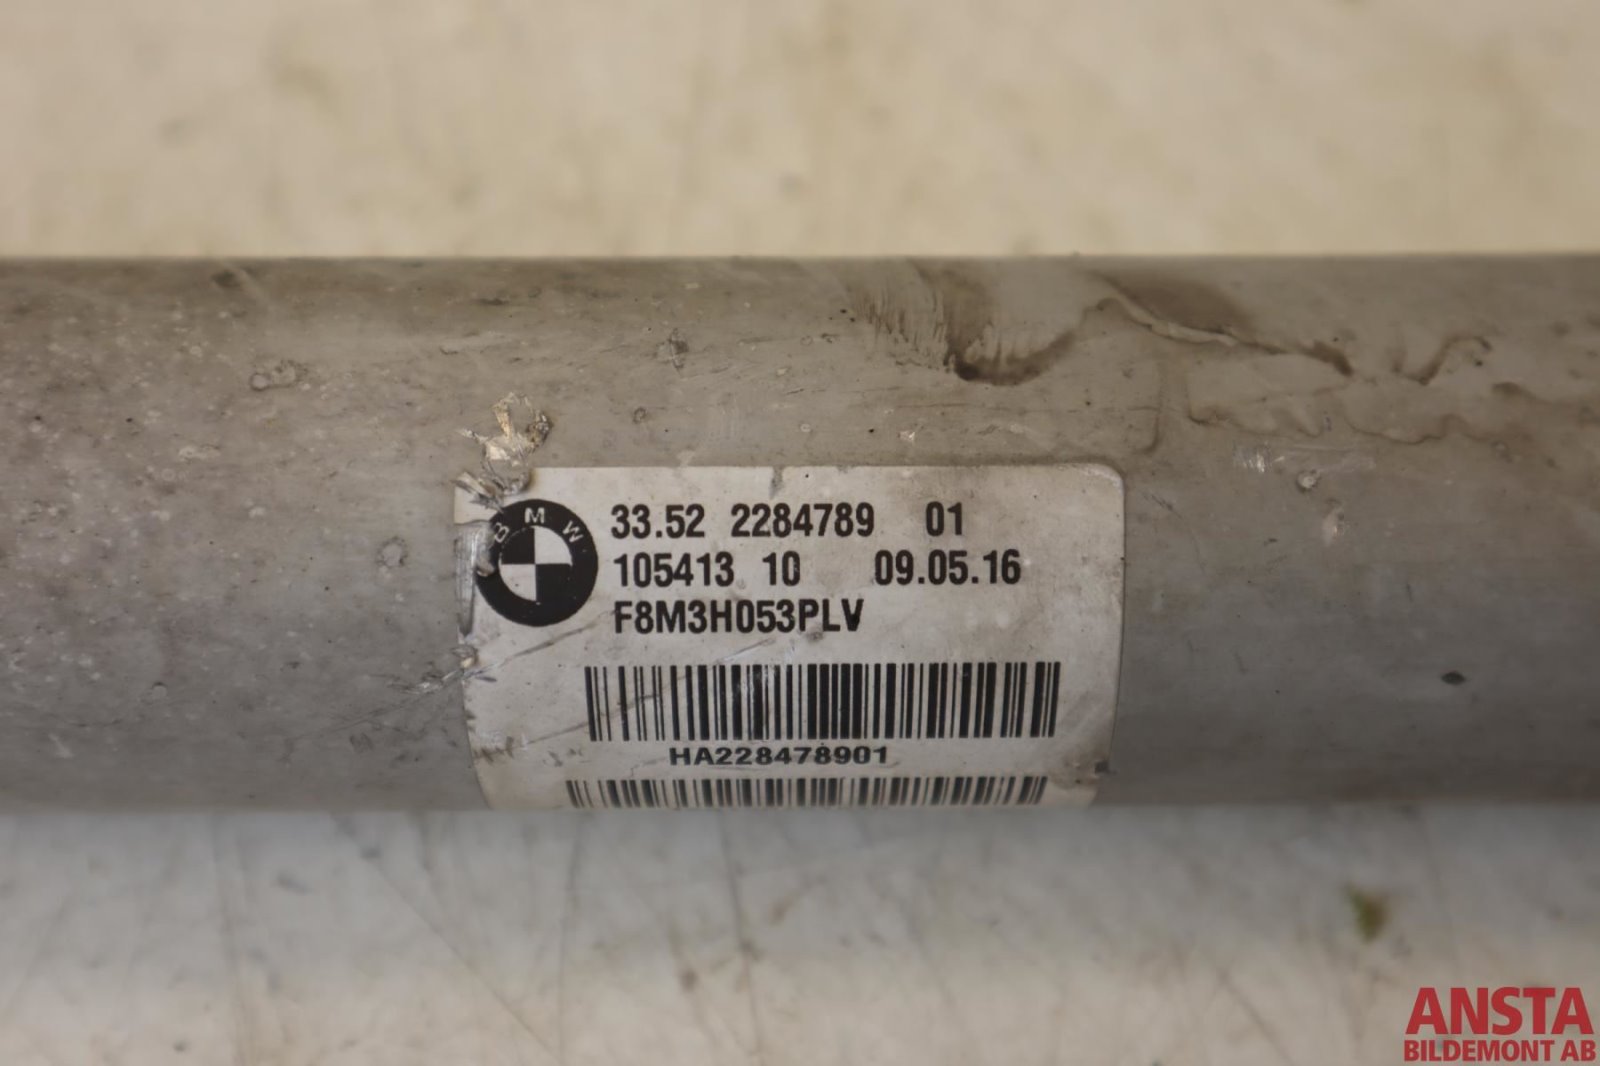 BMW
33.52 2284789 01
105413 10 09.05.16
F8M3H053PLV
HA228478901
ANSTA
BILDEMONT AB